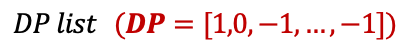 DP list (DP = [1,0, −1, ..., −1])